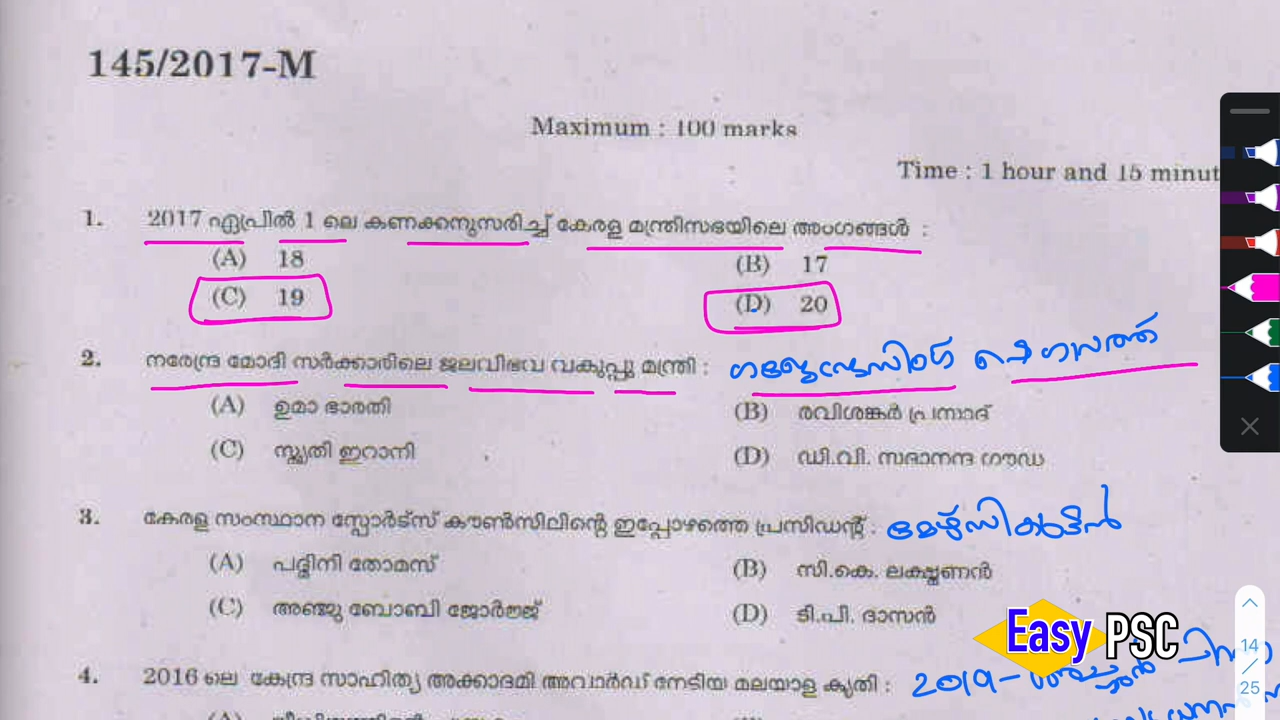 145/2017-M
Maximum : 100 marks
Time : 1 hour and 15 minut
1. 2017 ഏപ്രിൽ 1 ലെ കണക്കനുസരിച്ച് കേരള മന്ത്രിസഭയിലെ അംഗങ്ങൾ :
(A) 18 (B) 17
(C) 19 (D) 20
2. നരേന്ദ്ര മോദി സർക്കാരിലെ ജലവിഭവ വകുപ്പു മന്ത്രി : ഗജേന്ദ്രസിംഗ് ഷെഗാവത്ത്
(A) ഉമാ ഭാരതി (B) രവിശങ്കർ പ്രസാദ്
(C) സ്മൃതി ഇറാനി (D) ഡി.വി. സദാനന്ദ ഗൗഡ
3. കേരള സംസ്ഥാന സ്പോർട്സ് കൗൺസിലിന്റെ ഇപ്പോഴത്തെ പ്രസിഡന്റ് : മേഴ്സികുട്ടൻ
(A) പദ്മിനി തോമസ് (B) സി.കെ. ലക്ഷ്മണൻ
(C) അഞ്ജു ബോബി ജോർജ്ജ് (D) ടി.പി. ദാസൻ
Easy PSC
4. 2016 ലെ കേന്ദ്ര സാഹിത്യ അക്കാദമി അവാർഡ് നേടിയ മലയാള കൃതി : 2019-
14
/
25